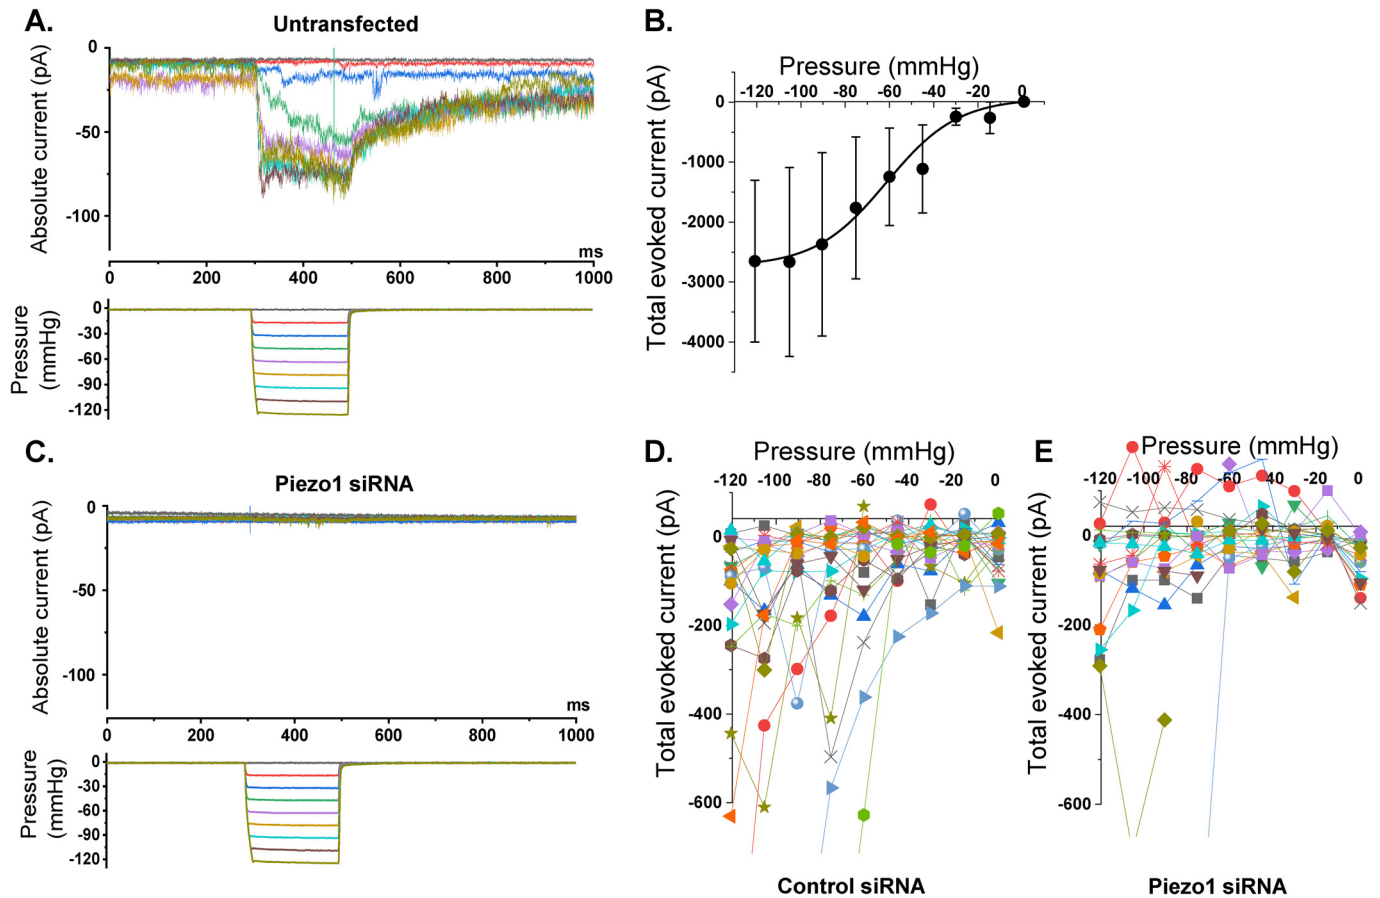 A.
Untransfected
Absolute current (pA)
0
-50
-100
ms
0 200 400 600 800 1000
Pressure
(mmHg)
0
-30
-60
-90
-120
B.
Pressure (mmHg)
-120 -100 -80 -60 -40 -20 0
Total evoked current (pA)
0
-1000
-2000
-3000
-4000
C.
Piezo1 siRNA
Absolute current (pA)
0
-50
-100
ms
0 200 400 600 800 1000
Pressure
(mmHg)
0
-30
-60
-90
-120
D.
Pressure (mmHg)
-120 -100 -80 -60 -40 -20 0
Total evoked current (pA)
0
-200
-400
-600
Control siRNA
E
Pressure (mmHg)
-120 -100 -80 -60 -40 -20 0
Total evoked current (pA)
0
-200
-400
-600
Piezo1 siRNA